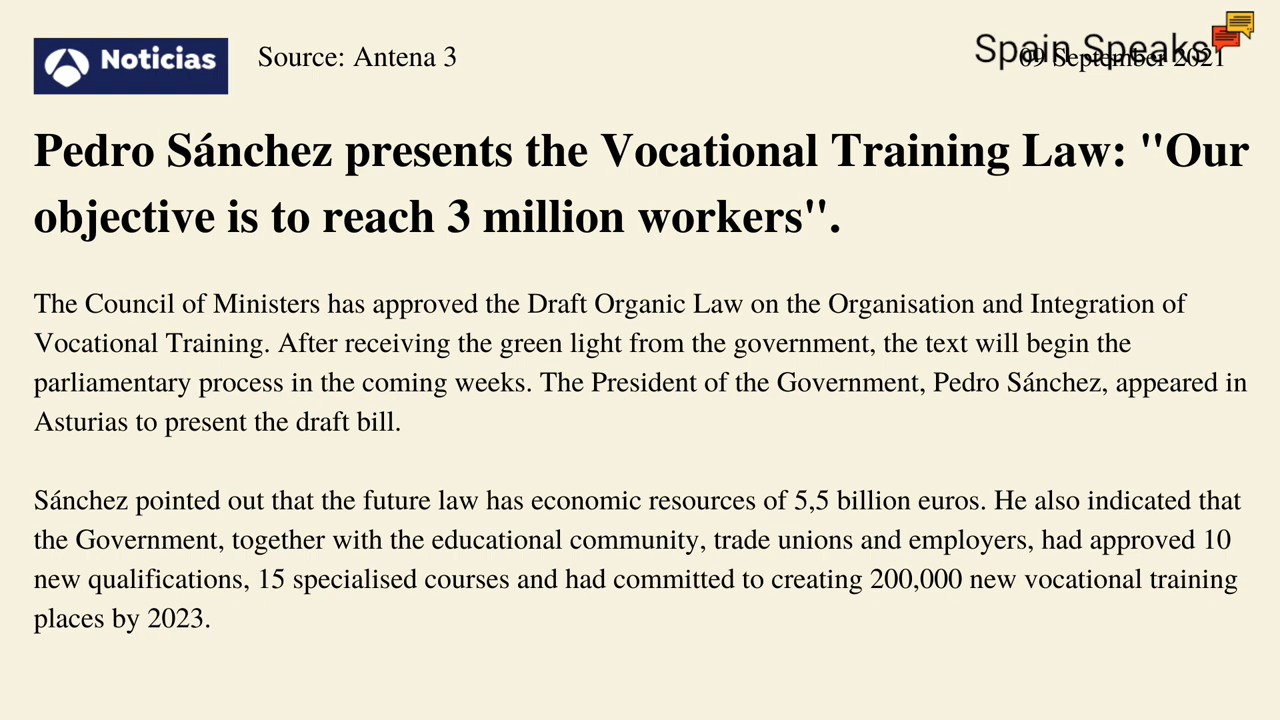 Noticias
Source: Antena 3
Spain Speaks
09 September 2021
Pedro Sánchez presents the Vocational Training Law: "Our
objective is to reach 3 million workers".
The Council of Ministers has approved the Draft Organic Law on the Organisation and Integration of
Vocational Training. After receiving the green light from the government, the text will begin the
parliamentary process in the coming weeks. The President of the Government, Pedro Sánchez, appeared in
Asturias to present the draft bill.
Sánchez pointed out that the future law has economic resources of 5,5 billion euros. He also indicated that
the Government, together with the educational community, trade unions and employers, had approved 10
new qualifications, 15 specialised courses and had committed to creating 200,000 new vocational training
places by 2023.